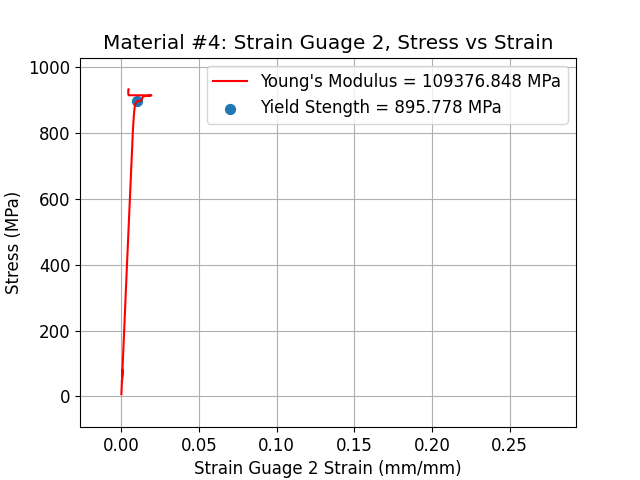 Material #4: Strain Guage 2, Stress vs Strain
Young's Modulus = 109376.848 MPa
Yield Stength = 895.778 MPa
1000
800
600
400
200
0
Stress (MPa)
0.00 0.05 0.10 0.15 0.20 0.25
Strain Guage 2 Strain (mm/mm)